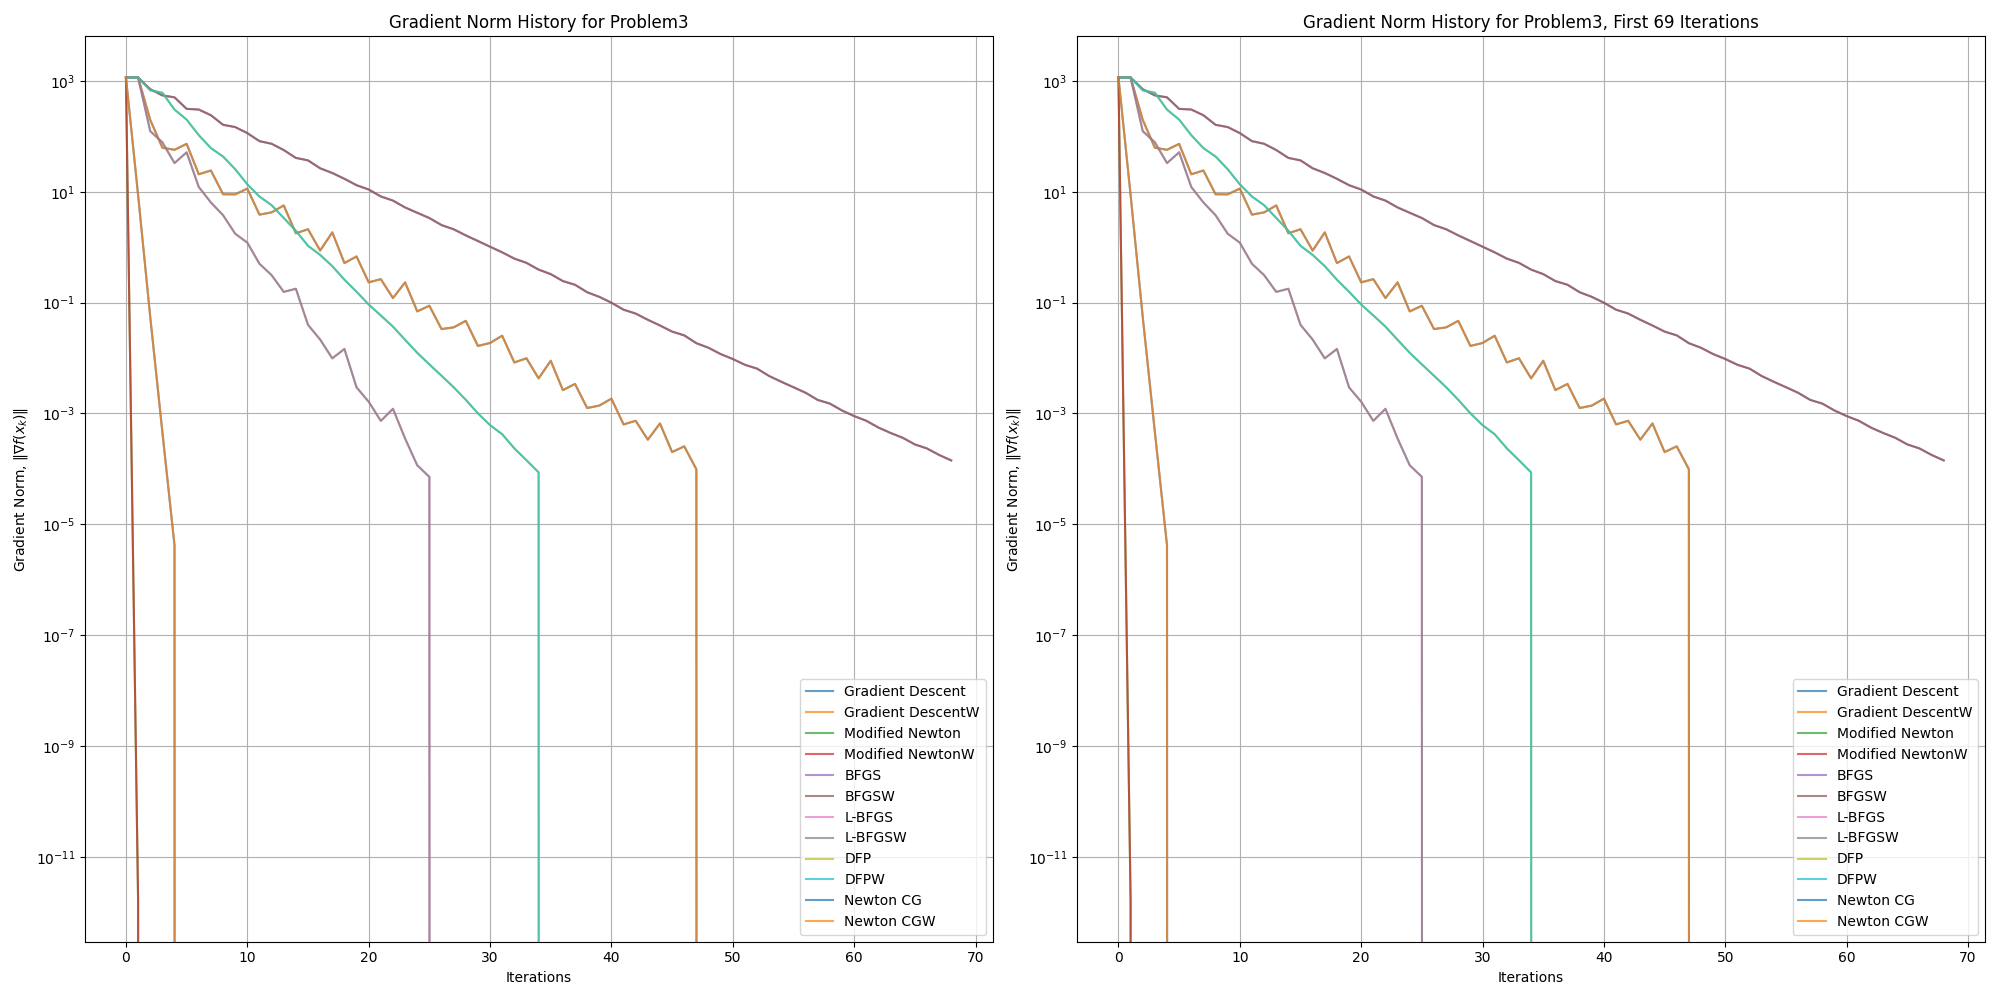 Gradient Norm History for Problem3
Gradient Norm, ‖∇f(x_k)‖
10^3
10^1
10^−1
10^−3
10^−5
10^−7
10^−9
10^−11
0 10 20 30 40 50 60 70
Iterations
Gradient Descent
Gradient DescentW
Modified Newton
Modified NewtonW
BFGS
BFGSW
L-BFGS
L-BFGSW
DFP
DFPW
Newton CG
Newton CGW
Gradient Norm History for Problem3, First 69 Iterations
Gradient Norm, ‖∇f(x_k)‖
10^3
10^1
10^−1
10^−3
10^−5
10^−7
10^−9
10^−11
0 10 20 30 40 50 60 70
Iterations
Gradient Descent
Gradient DescentW
Modified Newton
Modified NewtonW
BFGS
BFGSW
L-BFGS
L-BFGSW
DFP
DFPW
Newton CG
Newton CGW